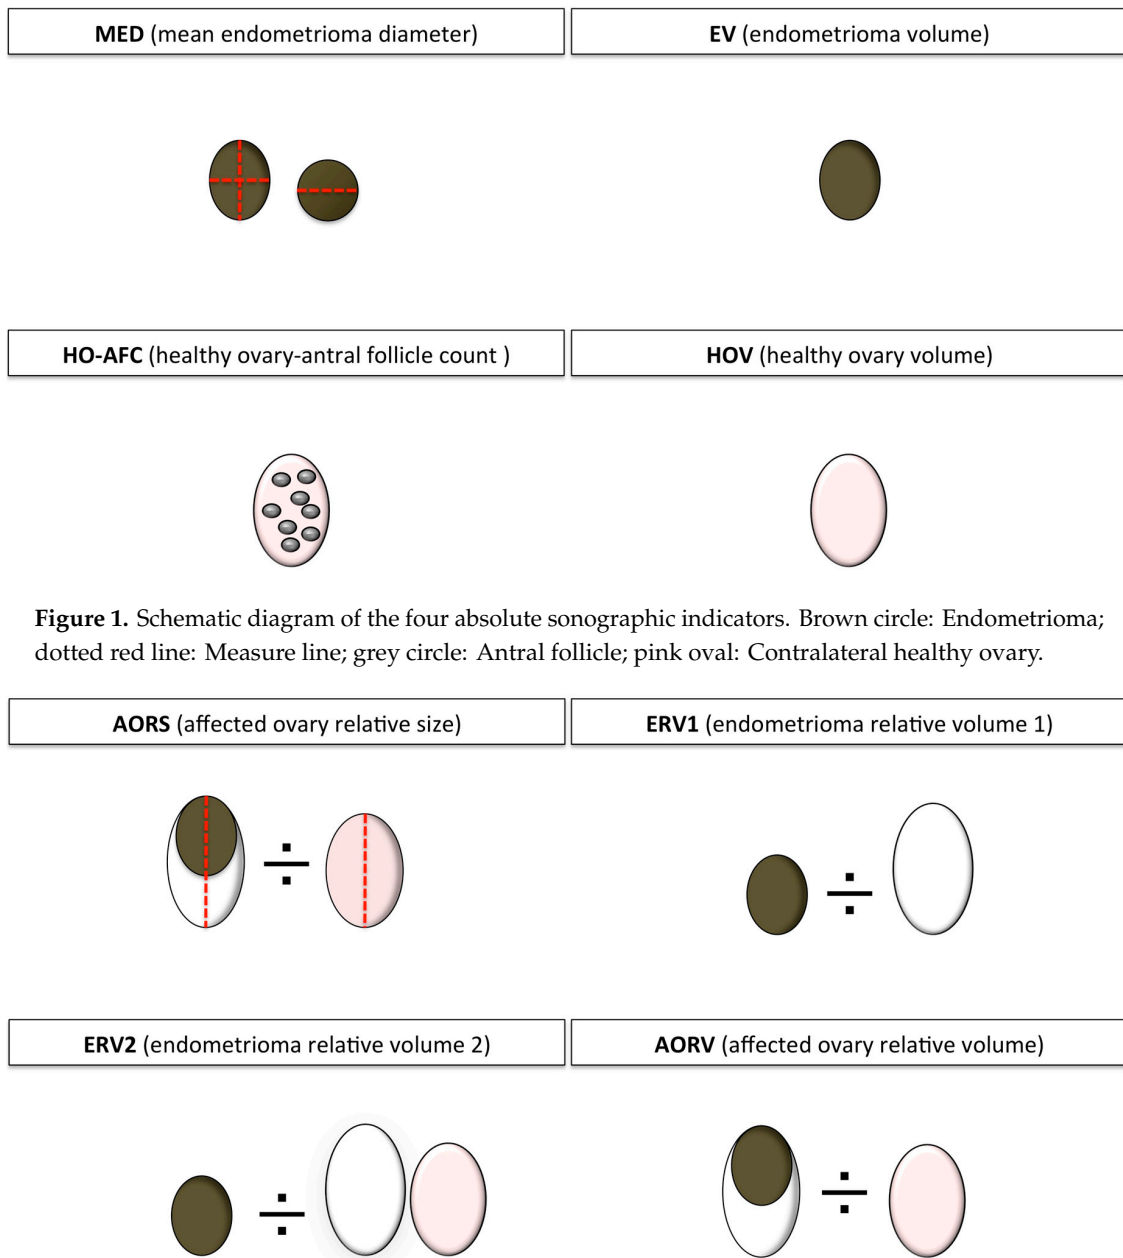 MED (mean endometrioma diameter)
EV (endometrioma volume)
HO-AFC (healthy ovary-antral follicle count )
HOV (healthy ovary volume)
Figure 1. Schematic diagram of the four absolute sonographic indicators. Brown circle: Endometrioma;
dotted red line: Measure line; grey circle: Antral follicle; pink oval: Contralateral healthy ovary.
AORS (affected ovary relative size)
ERV1 (endometrioma relative volume 1)
ERV2 (endometrioma relative volume 2)
AORV (affected ovary relative volume)